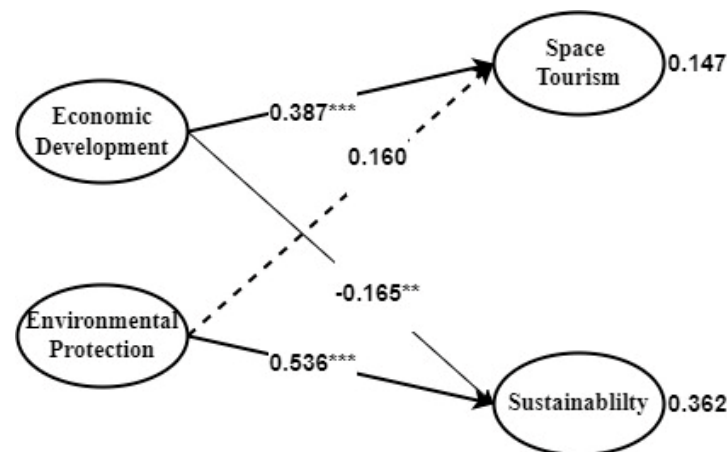 Space
Tourism
0.147
Economic
Development
0.387***
0.160
Environmental
Protection
-0.165**
0.536***
Sustainablilty
0.362